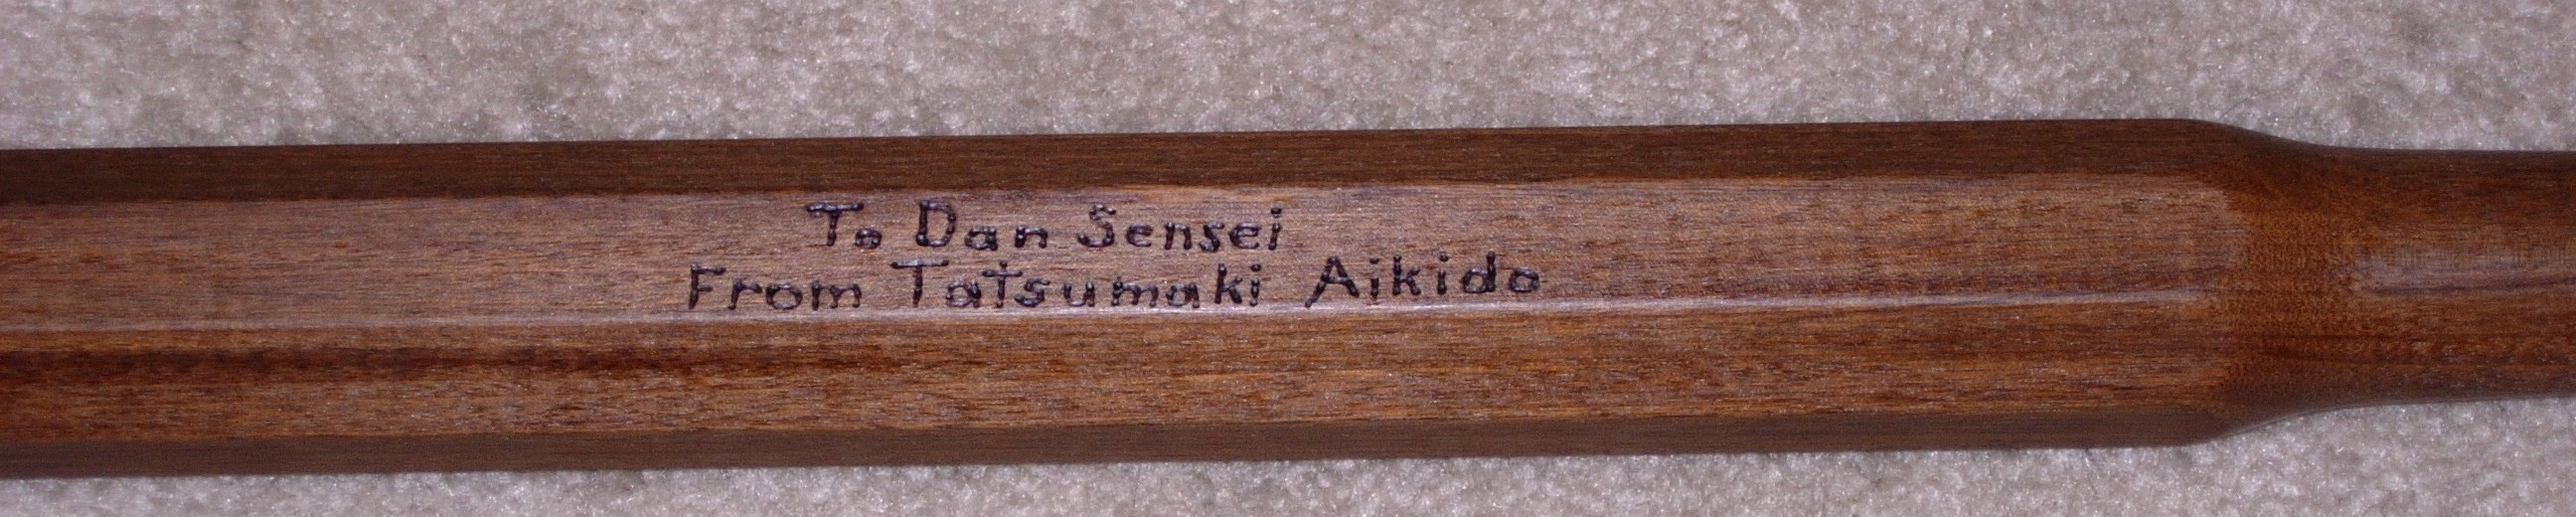 To Dan Sensei
From Tatsumaki Aikido